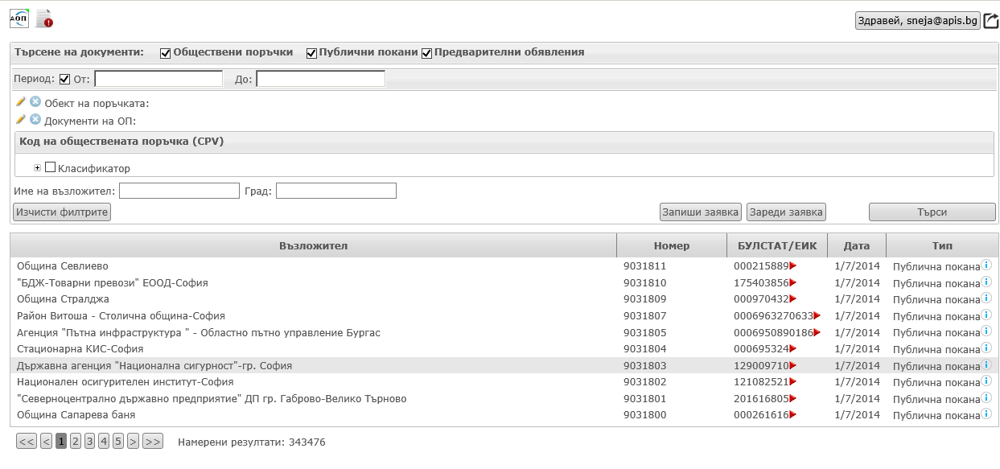 АОП
Здравей, sneja@apis.bg
Търсене на документи: Обществени поръчки Публични покани Предварителни обявления
Период: От: До:
Обект на поръчката:
Документи на ОП:
Код на обществената поръчка (CPV)
Класификатор
Име на възложител: Град:
Изчисти филтрите Запиши заявка Зареди заявка Търси
Възложител Номер БУЛСТАТ/ЕИК Дата Тип
Община Севлиево 9031811 000215889 1/7/2014 Публична покана
"БДЖ-Товарни превози" ЕООД-София 9031810 175403856 1/7/2014 Публична покана
Община Стралджа 9031809 000970432 1/7/2014 Публична покана
Район Витоша - Столична община-София 9031807 0006963270633 1/7/2014 Публична покана
Агенция "Пътна инфраструктура " - Областно пътно управление Бургас 9031805 0006950890186 1/7/2014 Публична покана
Стационарна КИС-София 9031804 000695324 1/7/2014 Публична покана
Държавна агенция "Национална сигурност"-гр. София 9031803 129009710 1/7/2014 Публична покана
Национален осигурителен институт-София 9031802 121082521 1/7/2014 Публична покана
"Северноцентрално държавно предприятие" ДП гр. Габрово-Велико Търново 9031801 201616805 1/7/2014 Публична покана
Община Сапарева баня 9031800 000261616 1/7/2014 Публична покана
<< < 1 2 3 4 5 > >> Намерени резултати: 343476